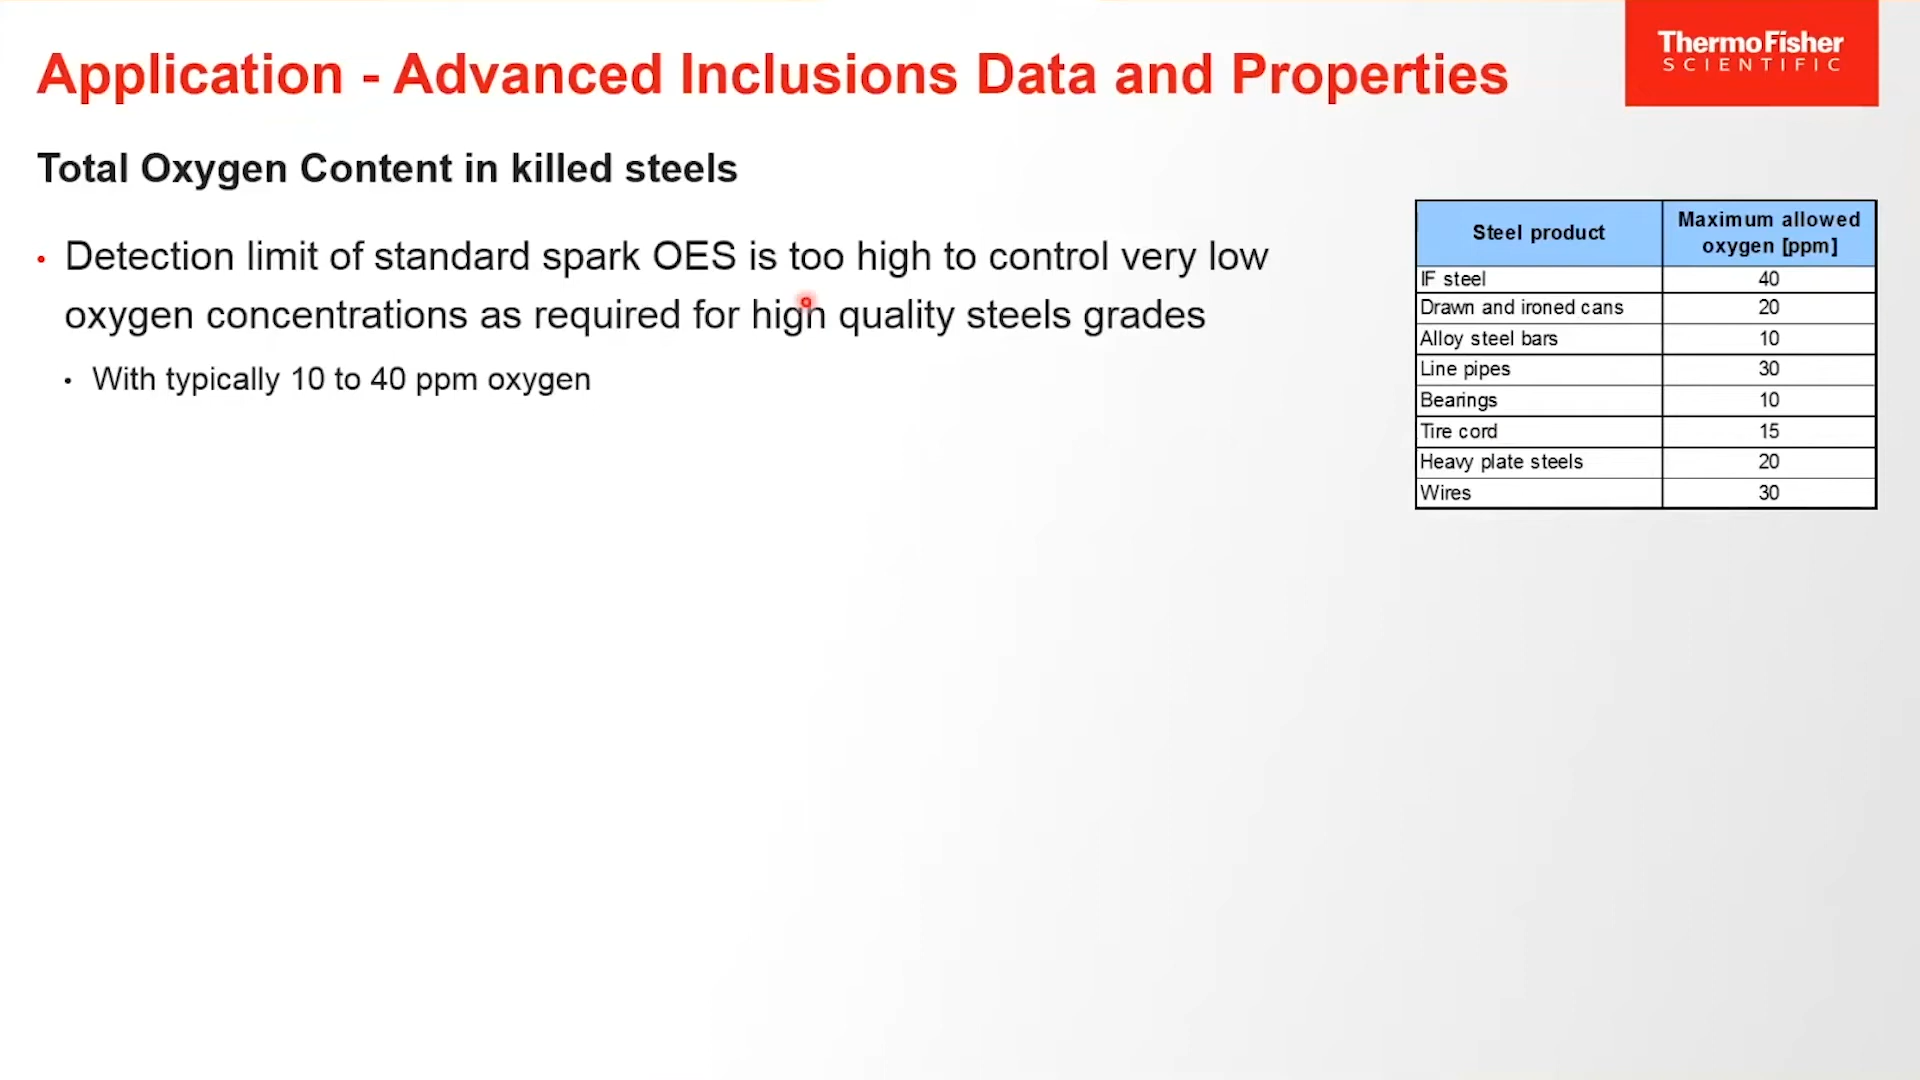 Application - Advanced Inclusions Data and Properties
ThermoFisher
SCIENTIFIC
Total Oxygen Content in killed steels
• Detection limit of standard spark OES is too high to control very low
oxygen concentrations as required for high quality steels grades
• With typically 10 to 40 ppm oxygen
Steel product Maximum allowed
oxygen [ppm]
IF steel 40
Drawn and ironed cans 20
Alloy steel bars 10
Line pipes 30
Bearings 10
Tire cord 15
Heavy plate steels 20
Wires 30